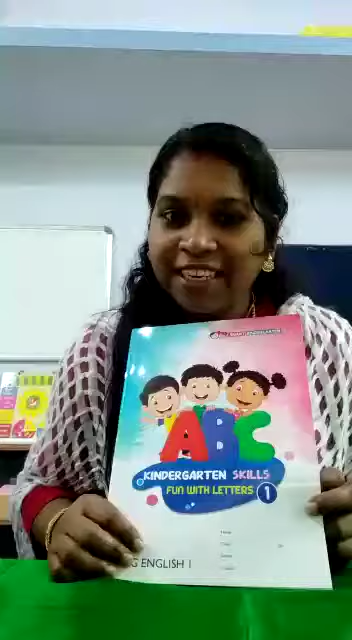 ABC
KINDERGARTEN SKILLS
FUN WITH LETTERS 1
G ENGLISH 1